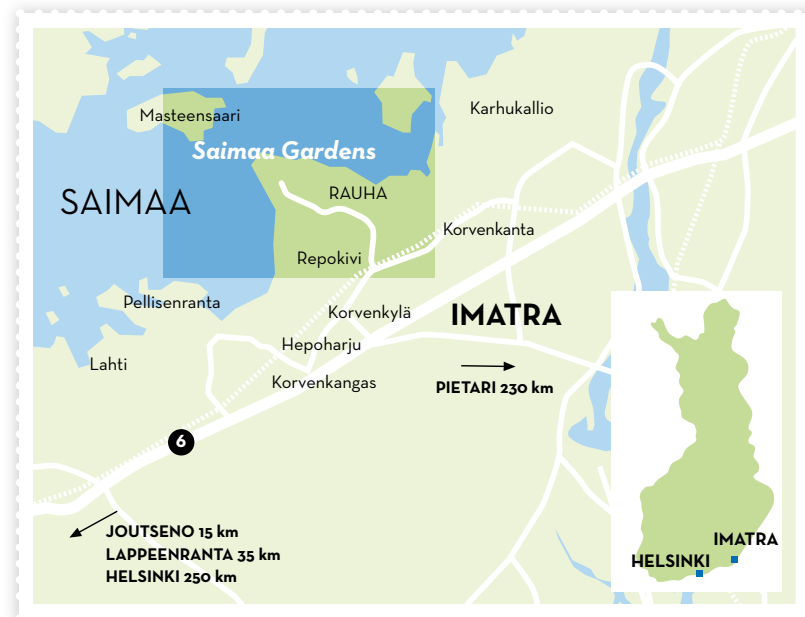 Masteensaari
Karhukallio
Saimaa Gardens
SAIMAA
RAUHA
Korvenkanta
Repokivi
Pellisenranta
Korvenkylä
IMATRA
Hepoharju
Lahti
Korvenkangas
PIETARI 230 km
6
JOUTSENO 15 km
LAPPEENRANTA 35 km
HELSINKI 250 km
IMATRA
HELSINKI